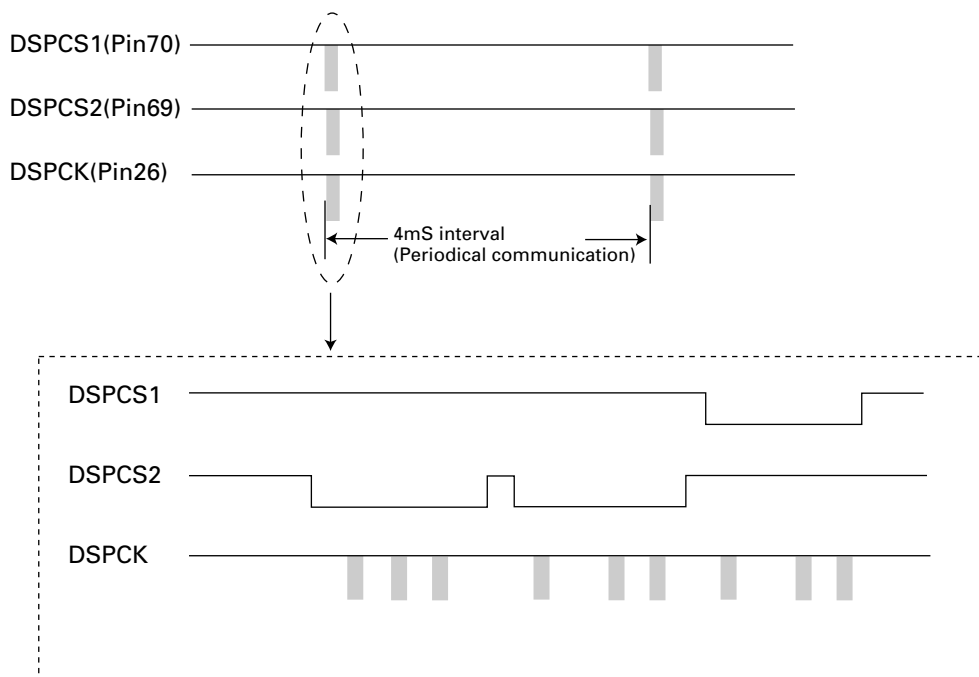 DSPCS1(Pin70)
DSPCS2(Pin69)
DSPCK(Pin26)
4mS interval
(Periodical communication)
DSPCS1
DSPCS2
DSPCK